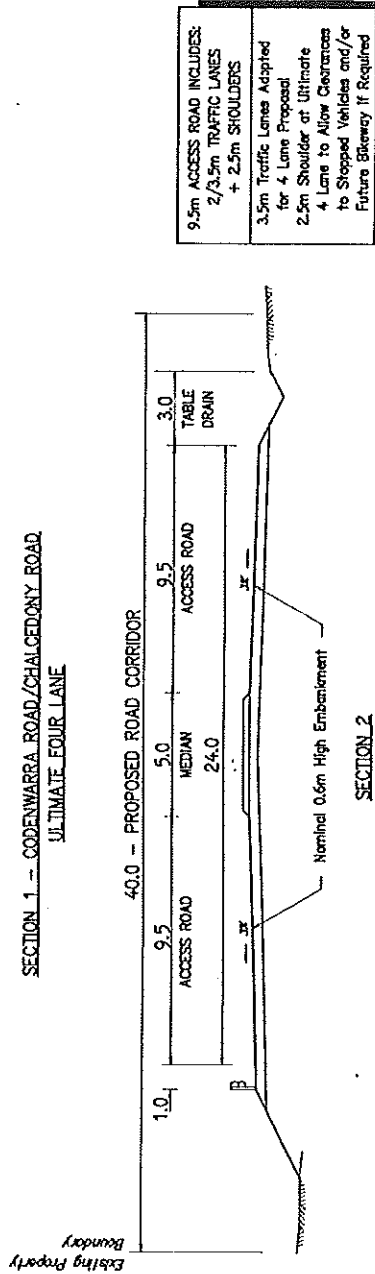 SECTION 1 – CODENWARRA ROAD/CHALCEDONY ROAD
ULTIMATE FOUR LANE
Existing Property
Boundary
40.0 – PROPOSED ROAD CORRIDOR
1.0
9.5
5.0
9.5
3.0
ACCESS ROAD
MEDIAN
ACCESS ROAD
TABLE
DRAIN
24.0
Nominal 0.6m High Embankment
SECTION 2
9.5m ACCESS ROAD INCLUDES:
2/3.5m TRAFFIC LANES
+ 2.5m SHOULDERS
3.5m Traffic Lanes Adopted
for 4 Lane Proposal
2.5m Shoulder at Ultimate
4 Lane to Allow Clearances
to Stopped Vehicles and/or
Future Bikeway If Required